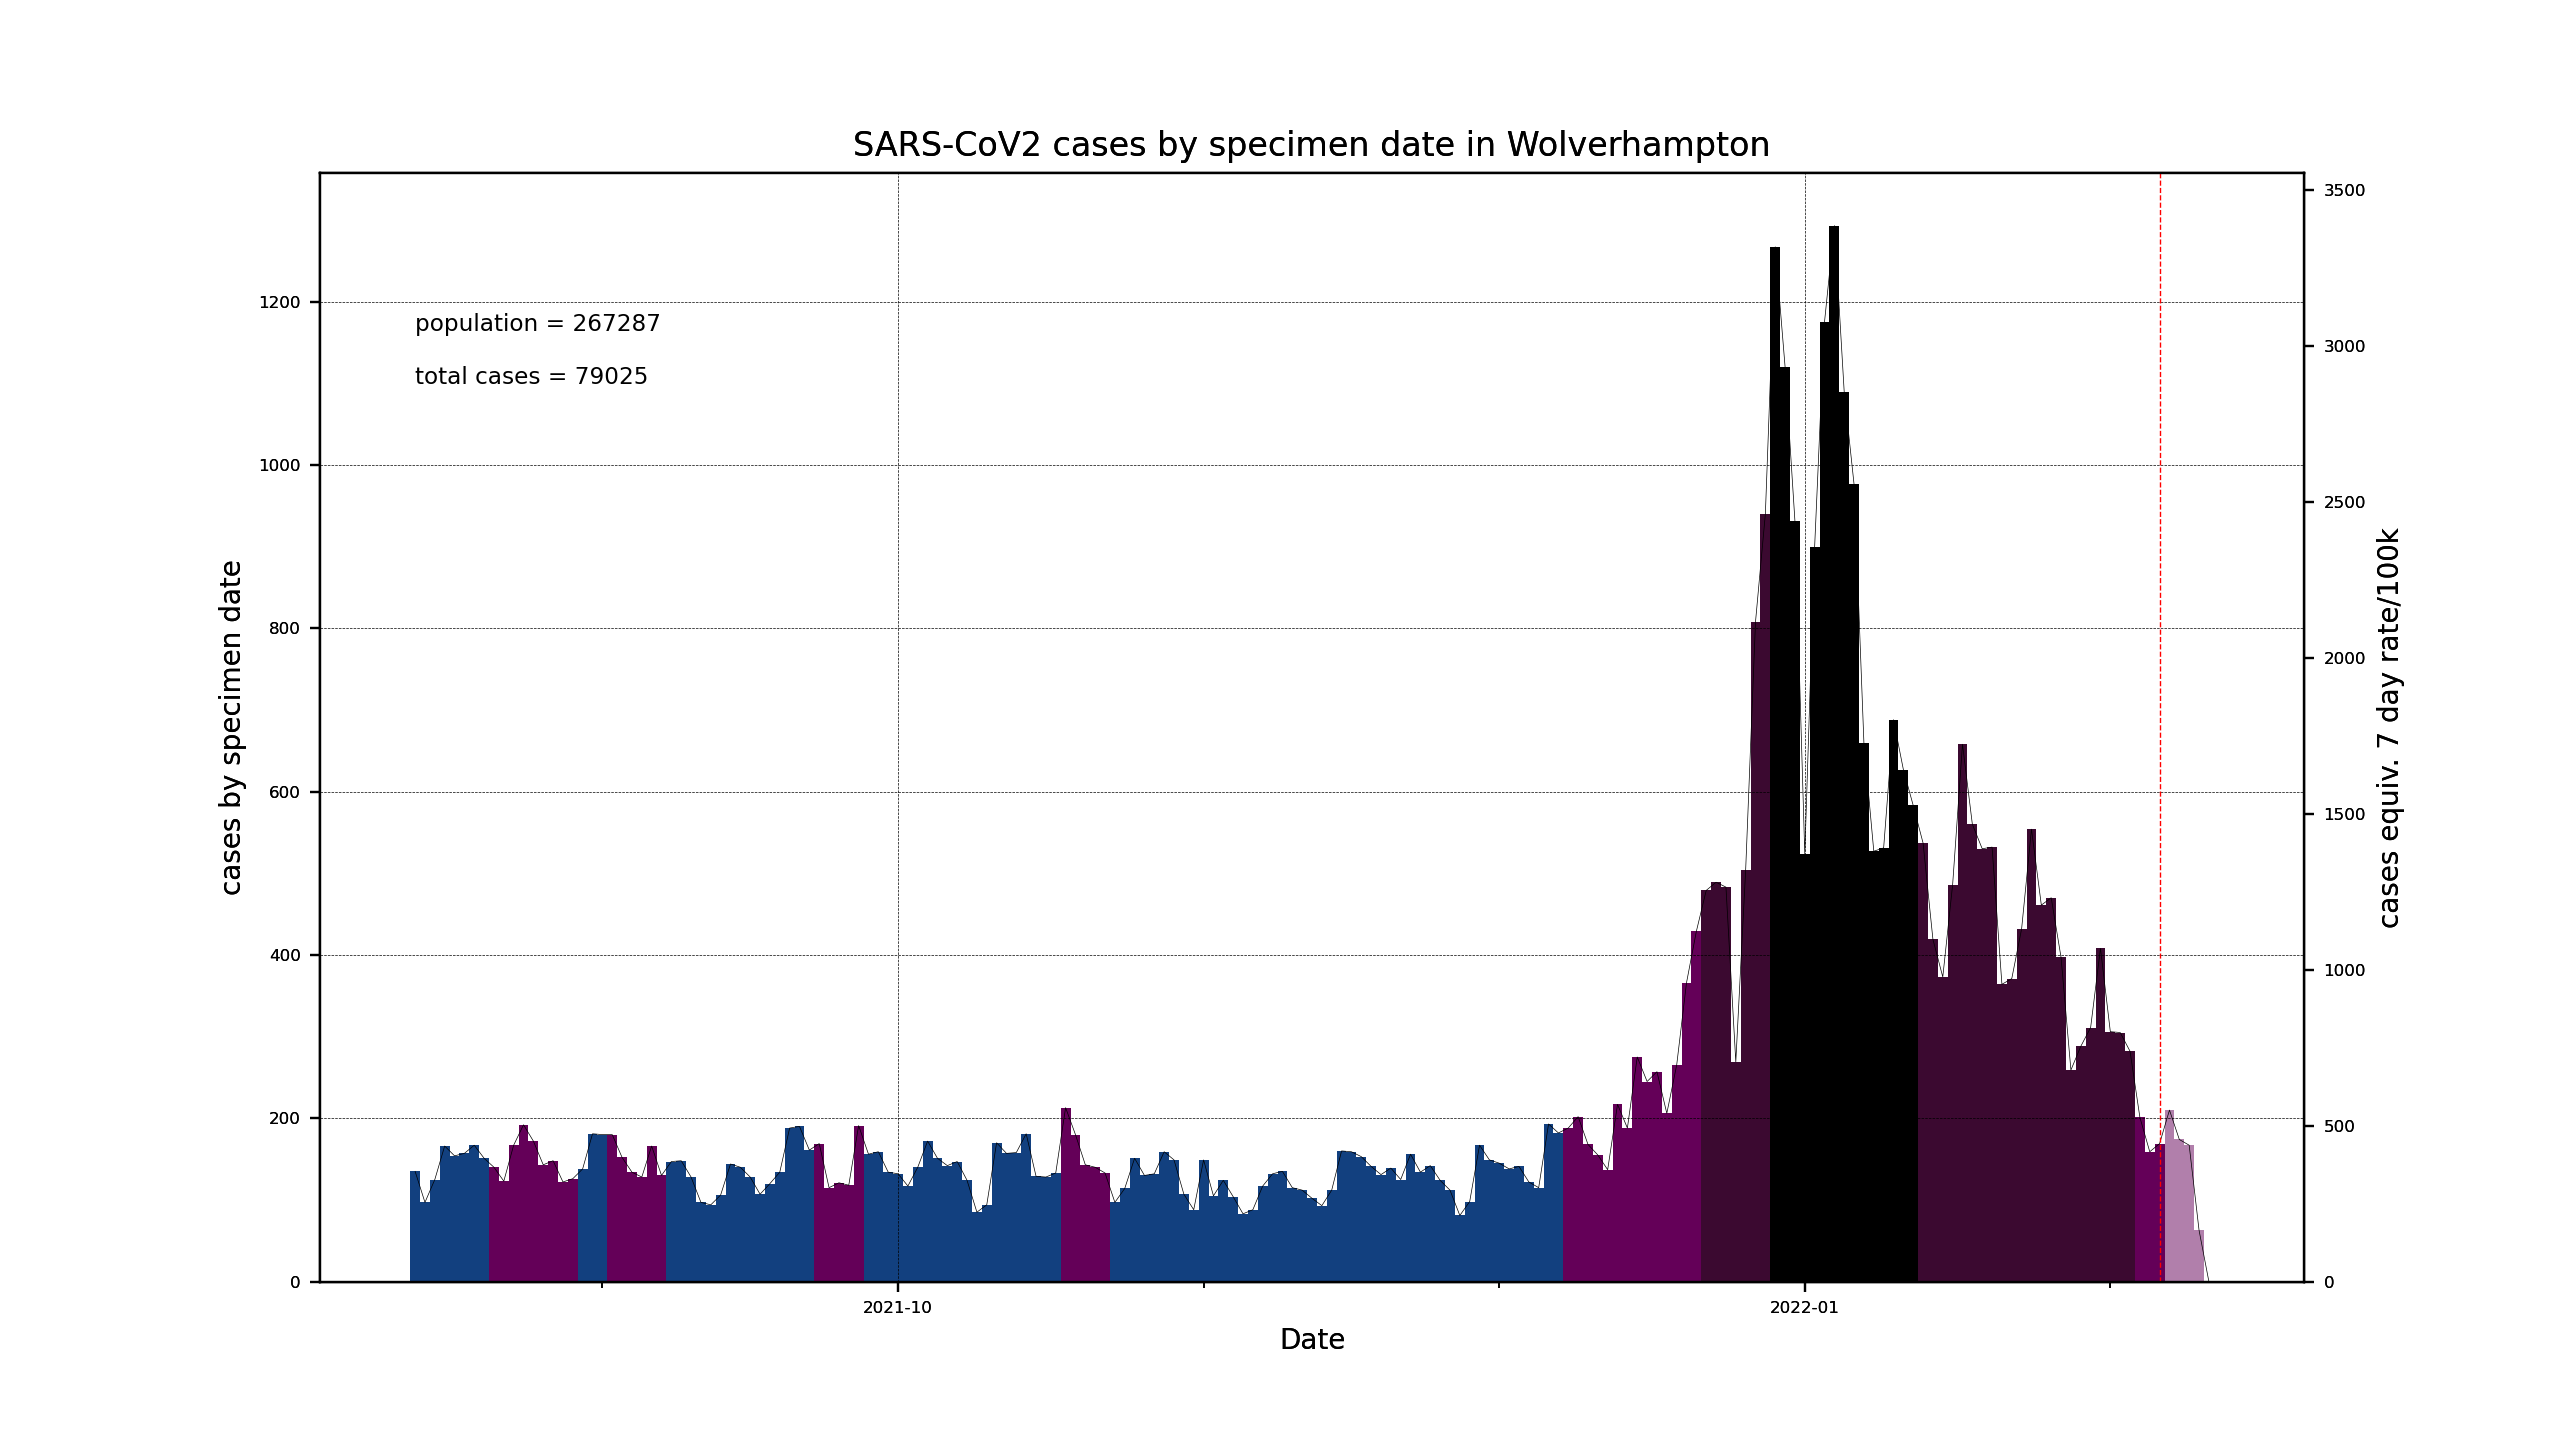 SARS-CoV2 cases by specimen date in Wolverhampton
population = 267287
total cases = 79025
cases by specimen date
1200
1000
800
600
400
200
0
3500
3000
2500
2000
1500
1000
500
0
cases equiv. 7 day rate/100k
2021-10
2022-01
Date